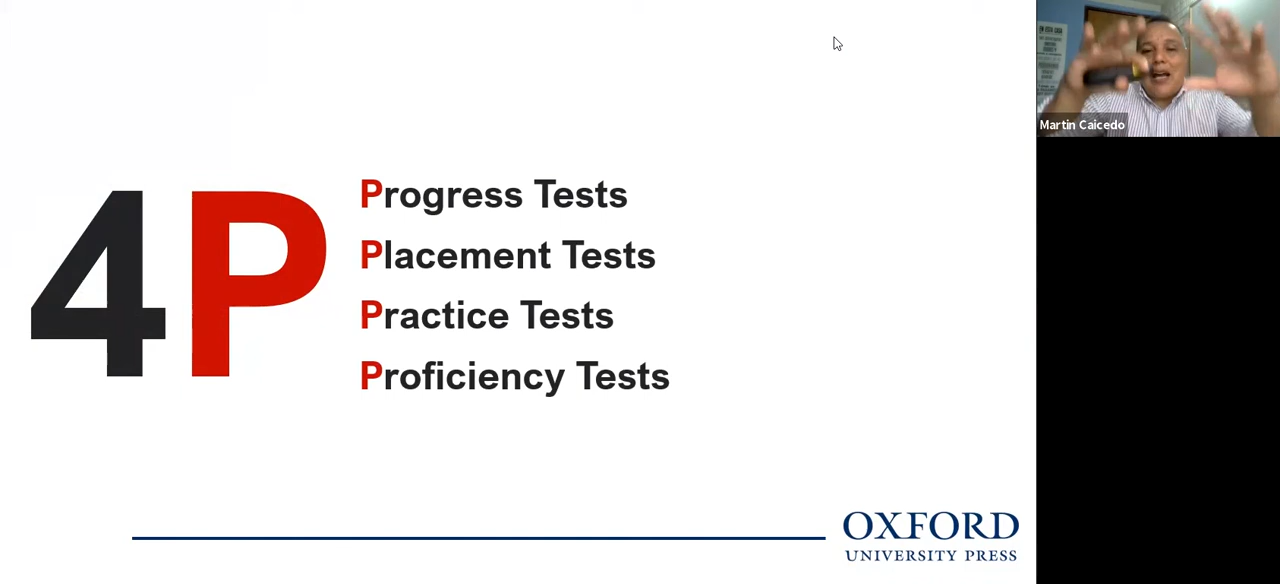 4P
Progress Tests
Placement Tests
Practice Tests
Proficiency Tests
OXFORD
UNIVERSITY PRESS
Martin Caicedo